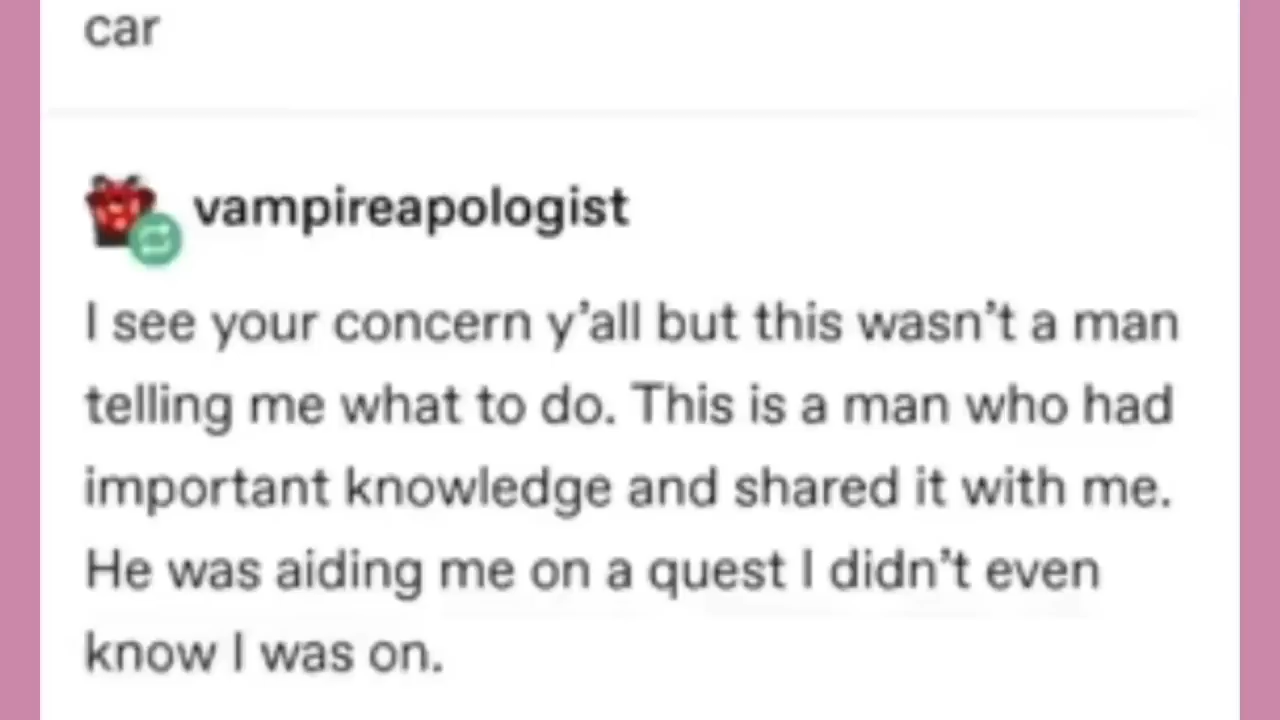 car
vampireapologist
I see your concern y’all but this wasn’t a man
telling me what to do. This is a man who had
important knowledge and shared it with me.
He was aiding me on a quest I didn’t even
know I was on.